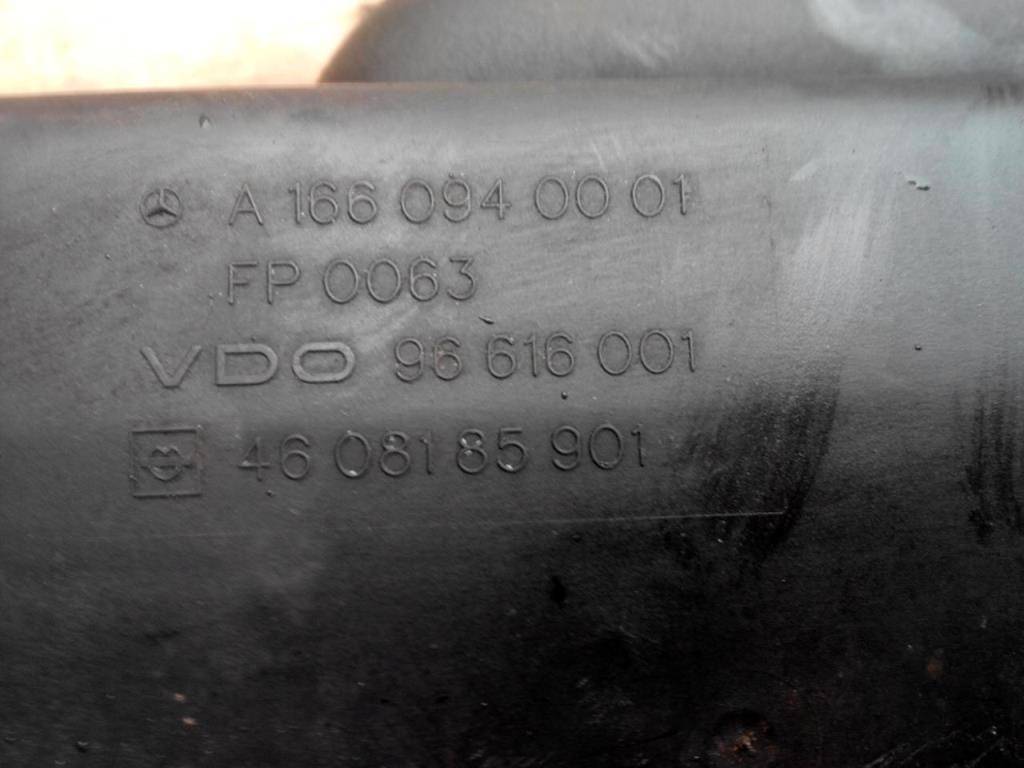 A 166 094 00 01
FP 0063
VDO 96 616 001
46 081 85 901